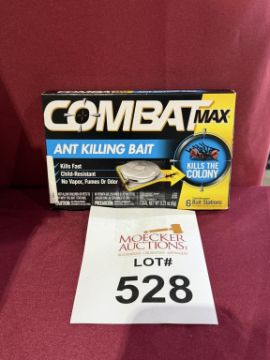 COMBAT MAX
ANT KILLING BAIT
Kills Fast
Child-Resistant
No Vapor, Fumes Or Odor
KILLS THE
COLONY
6 Bait Stations
MOECKER
AUCTIONS
LOT#
528